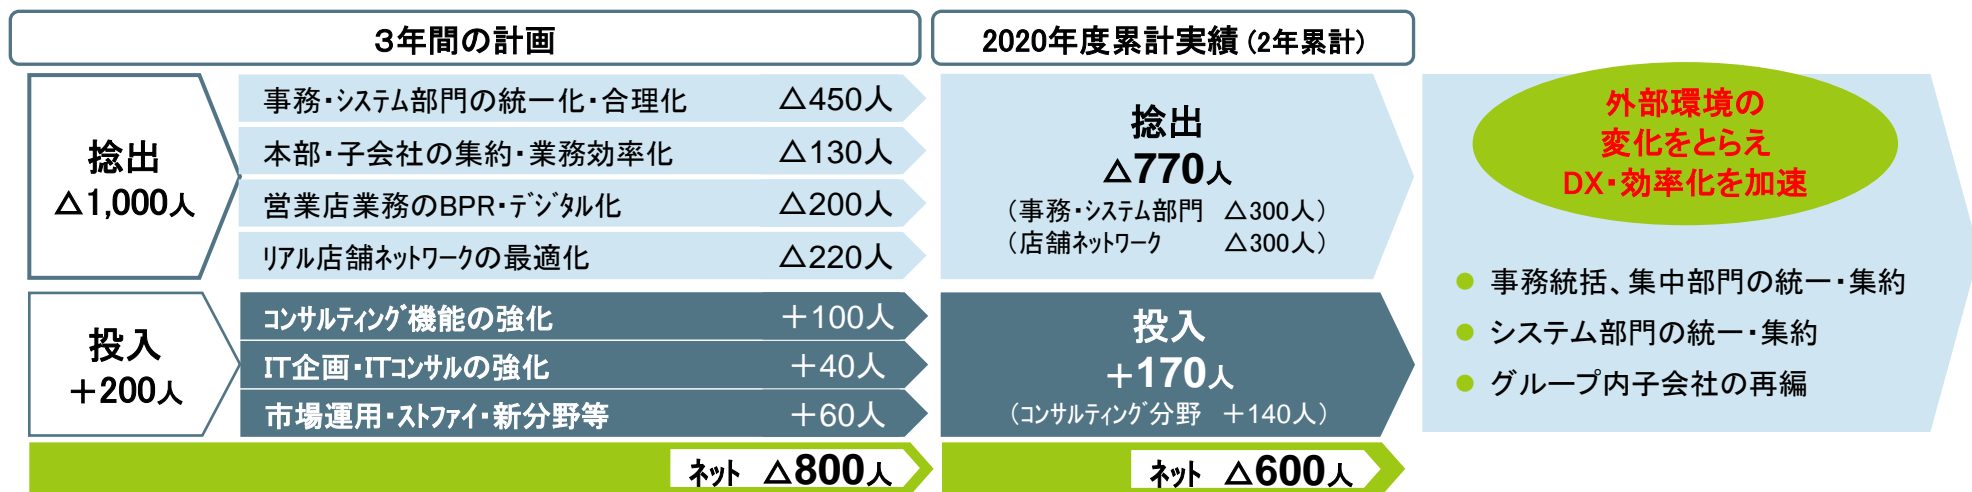 3年間の計画
捻出
△1,000人
事務・システム部門の統一化・合理化 △450人
本部・子会社の集約・業務効率化 △130人
営業店業務のBPR・デジタル化 △200人
リアル店舗ネットワークの最適化 △220人
投入
＋200人
コンサルティング機能の強化 ＋100人
IT企画・ITコンサルの強化 ＋40人
市場運用・ストファイ・新分野等 ＋60人
ネット △800人
2020年度累計実績（2年累計）
捻出
△770人
（事務・システム部門 △300人）
（店舗ネットワーク △300人）
投入
＋170人
（コンサルティング分野 ＋140人）
ネット △600人
外部環境の
変化をとらえ
DX・効率化を加速
● 事務統括、集中部門の統一・集約
● システム部門の統一・集約
● グループ内子会社の再編